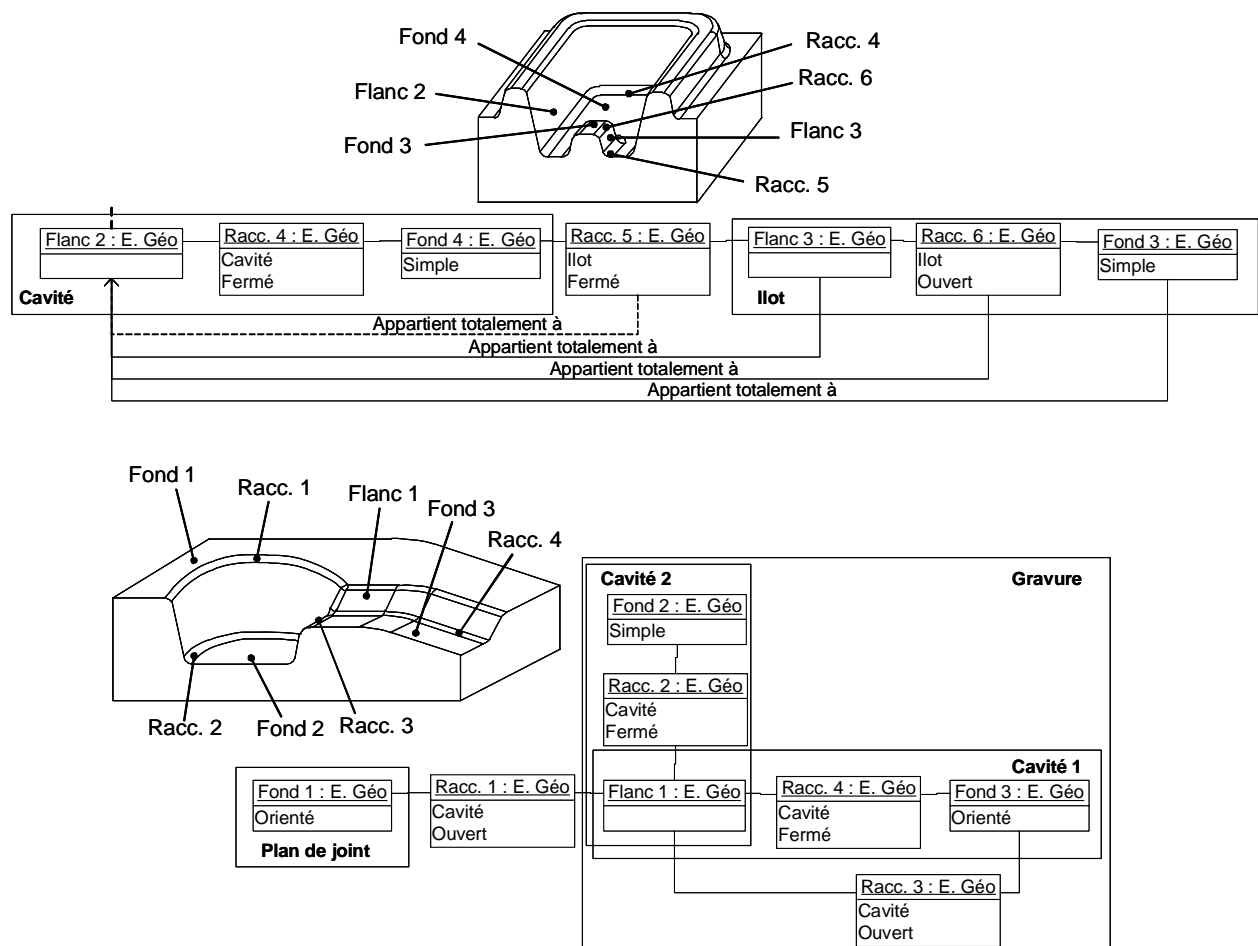 Fond 4
Racc. 4
Racc. 6
Flanc 2
Flanc 3
Fond 3
Racc. 5
Flanc 2 : E. Géo
Cavité
Racc. 4 : E. Géo
Cavité
Fermé
Fond 4 : E. Géo
Simple
Racc. 5 : E. Géo
Ilot
Fermé
Flanc 3 : E. Géo
Ilot
Racc. 6 : E. Géo
Ilot
Ouvert
Fond 3 : E. Géo
Simple
Appartient totalement à
Appartient totalement à
Appartient totalement à
Appartient totalement à
Fond 1
Racc. 1
Flanc 1
Fond 3
Racc. 4
Racc. 2
Fond 2
Racc. 3
Cavité 2
Gravure
Fond 2 : E. Géo
Simple
Racc. 2 : E. Géo
Cavité
Fermé
Cavité 1
Fond 1 : E. Géo
Orienté
Plan de joint
Racc. 1 : E. Géo
Cavité
Ouvert
Flanc 1 : E. Géo
Racc. 4 : E. Géo
Cavité
Fermé
Fond 3 : E. Géo
Orienté
Racc. 3 : E. Géo
Cavité
Ouvert